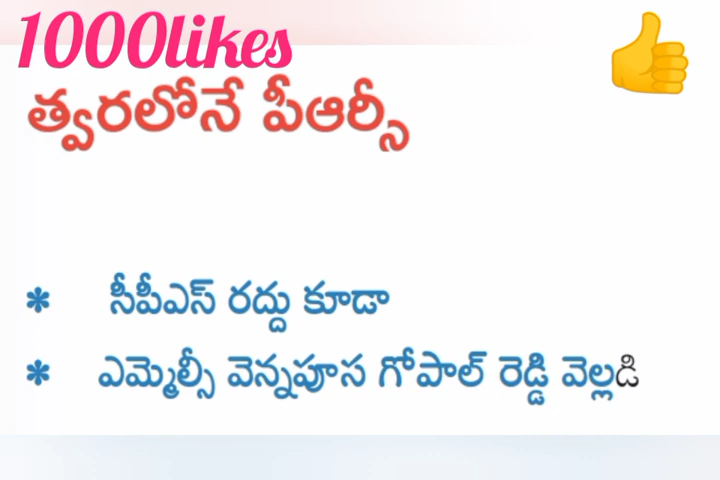 1000likes
త్వరలోనే పీఆర్సీ
* సీపీఎస్ రద్దు కూడా
* ఎమ్మెల్సీ వెన్నపూస గోపాల్ రెడ్డి వెల్లడి